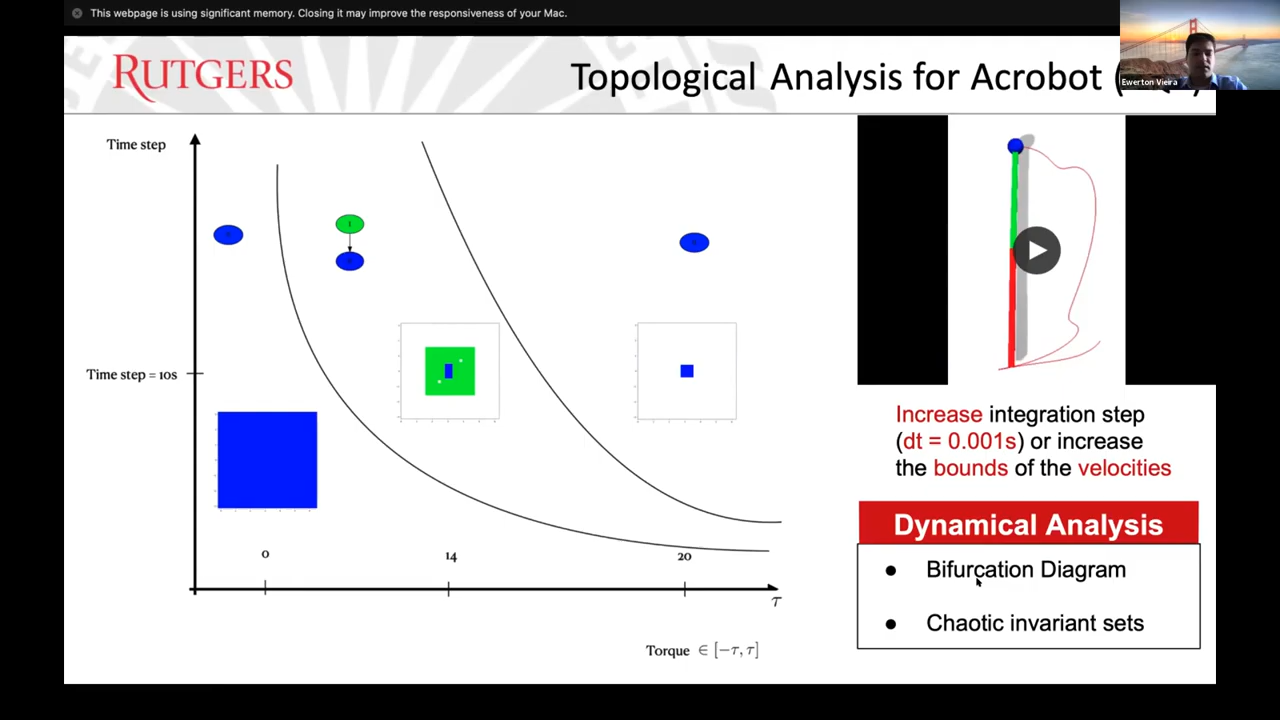 This webpage is using significant memory. Closing it may improve the responsiveness of your Mac.
RUTGERS
Topological Analysis for Acrobot (
Ewerton Vieira
Time step
Time step = 10s
0
14
20
τ
Torque ∈ [−τ, τ]
Increase integration step
(dt = 0.001s) or increase
the bounds of the velocities
Dynamical Analysis
● Bifurcation Diagram
● Chaotic invariant sets